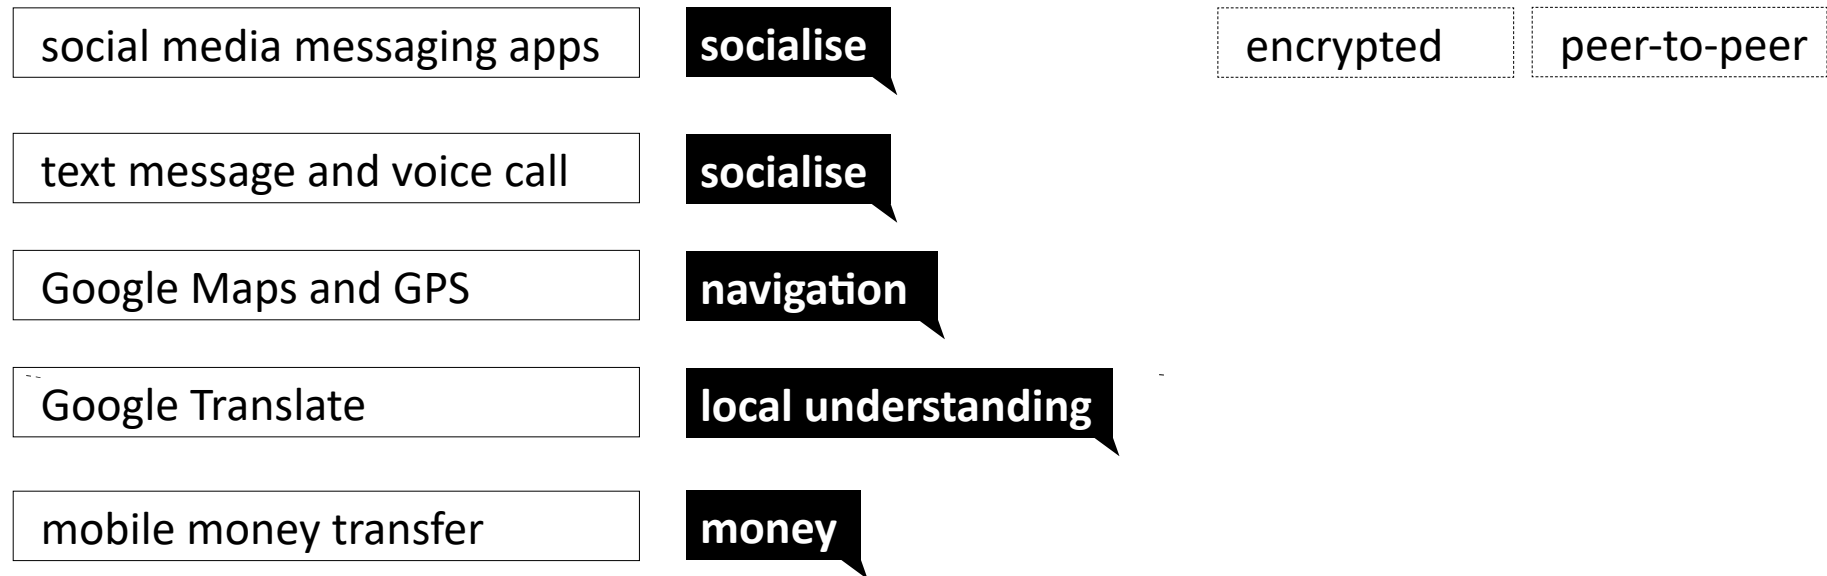 social media messaging apps socialise encrypted peer-to-peer
text message and voice call socialise
Google Maps and GPS navigation
Google Translate local understanding
mobile money transfer money